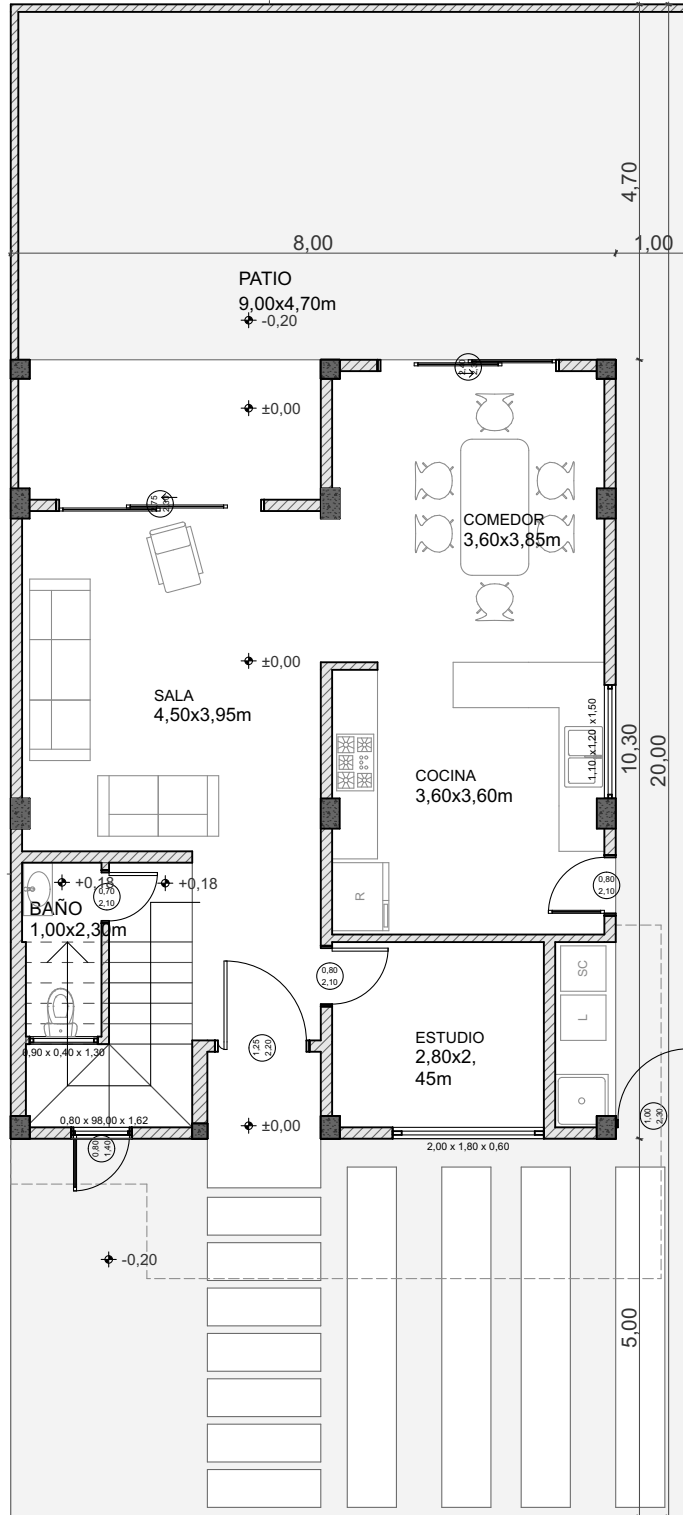 4,70
8,00
1,00
PATIO
9,00x4,70m
-0,20
±0,00
COMEDOR
3,60x3,85m
±0,00
SALA
4,50x3,95m
1,10 x1,20 x1,50
10,30
20,00
COCINA
3,60x3,60m
+0,18
+0,18
0,70
2,10
0,80
2,10
R
BAÑO
1,00x2,30m
SC
0,80
2,10
L
ESTUDIO
2,80x2,
45m
1,25
2,20
0,90 x 0,40 x 1,30
0,80 x 98,00 x 1,62
±0,00
1,00
2,30
0,80
1,40
2,00 x 1,80 x 0,60
-0,20
5,00